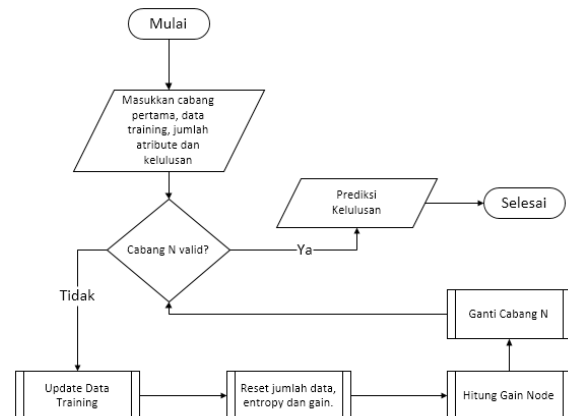 Mulai
Masukkan cabang
pertama, data
training, jumlah
atribute dan
kelulusan
Prediksi
Kelulusan
Selesai
Cabang N valid?
Ya
Tidak
Ganti Cabang N
Update Data
Training
Reset jumlah data,
entropy dan gain.
Hitung Gain Node